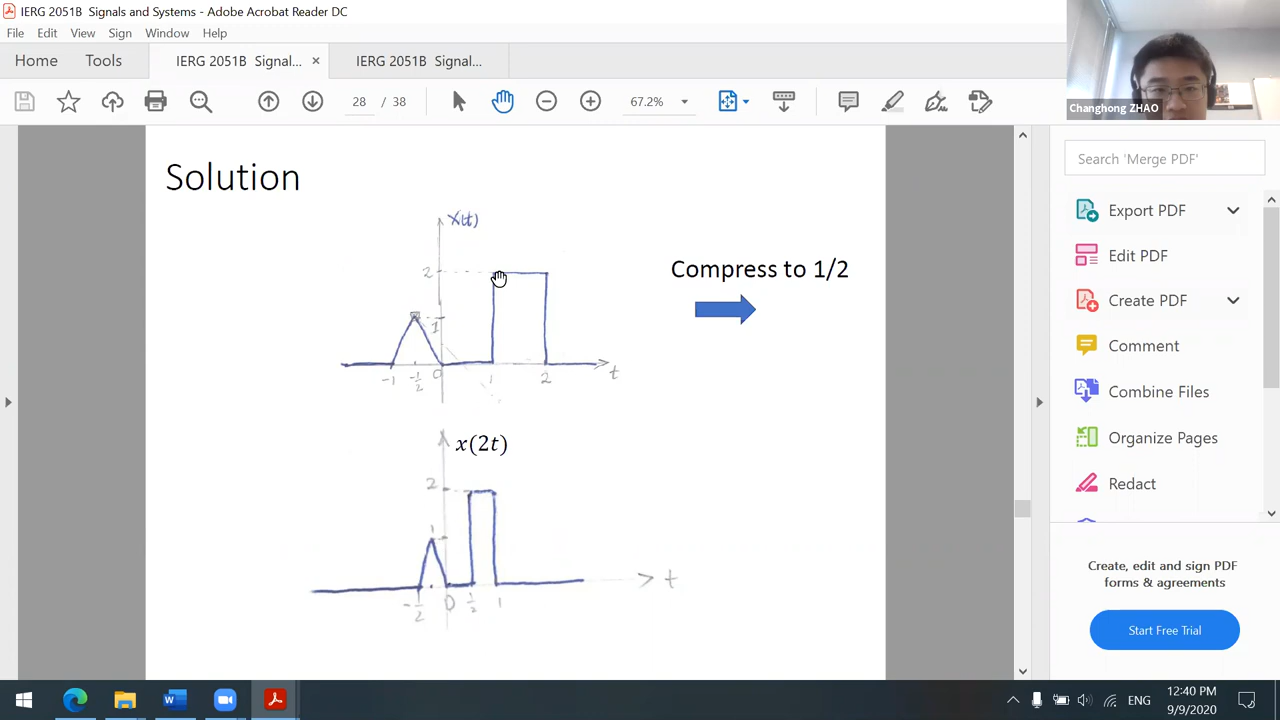 IERG 2051B Signals and Systems - Adobe Acrobat Reader DC
File Edit View Sign Window Help
Home Tools IERG 2051B Signal... × IERG 2051B Signal...
28 / 38 67.2%
Changhong ZHAO
Solution
X(t)
2
1
-1 -1/2 0 1 2 t
Compress to 1/2
x(2t)
2
1
-1/2 0 1/2 1 t
Search 'Merge PDF'
Export PDF
Edit PDF
Create PDF
Comment
Combine Files
Organize Pages
Redact
Create, edit and sign PDF
forms & agreements
Start Free Trial
ENG
12:40 PM
9/9/2020